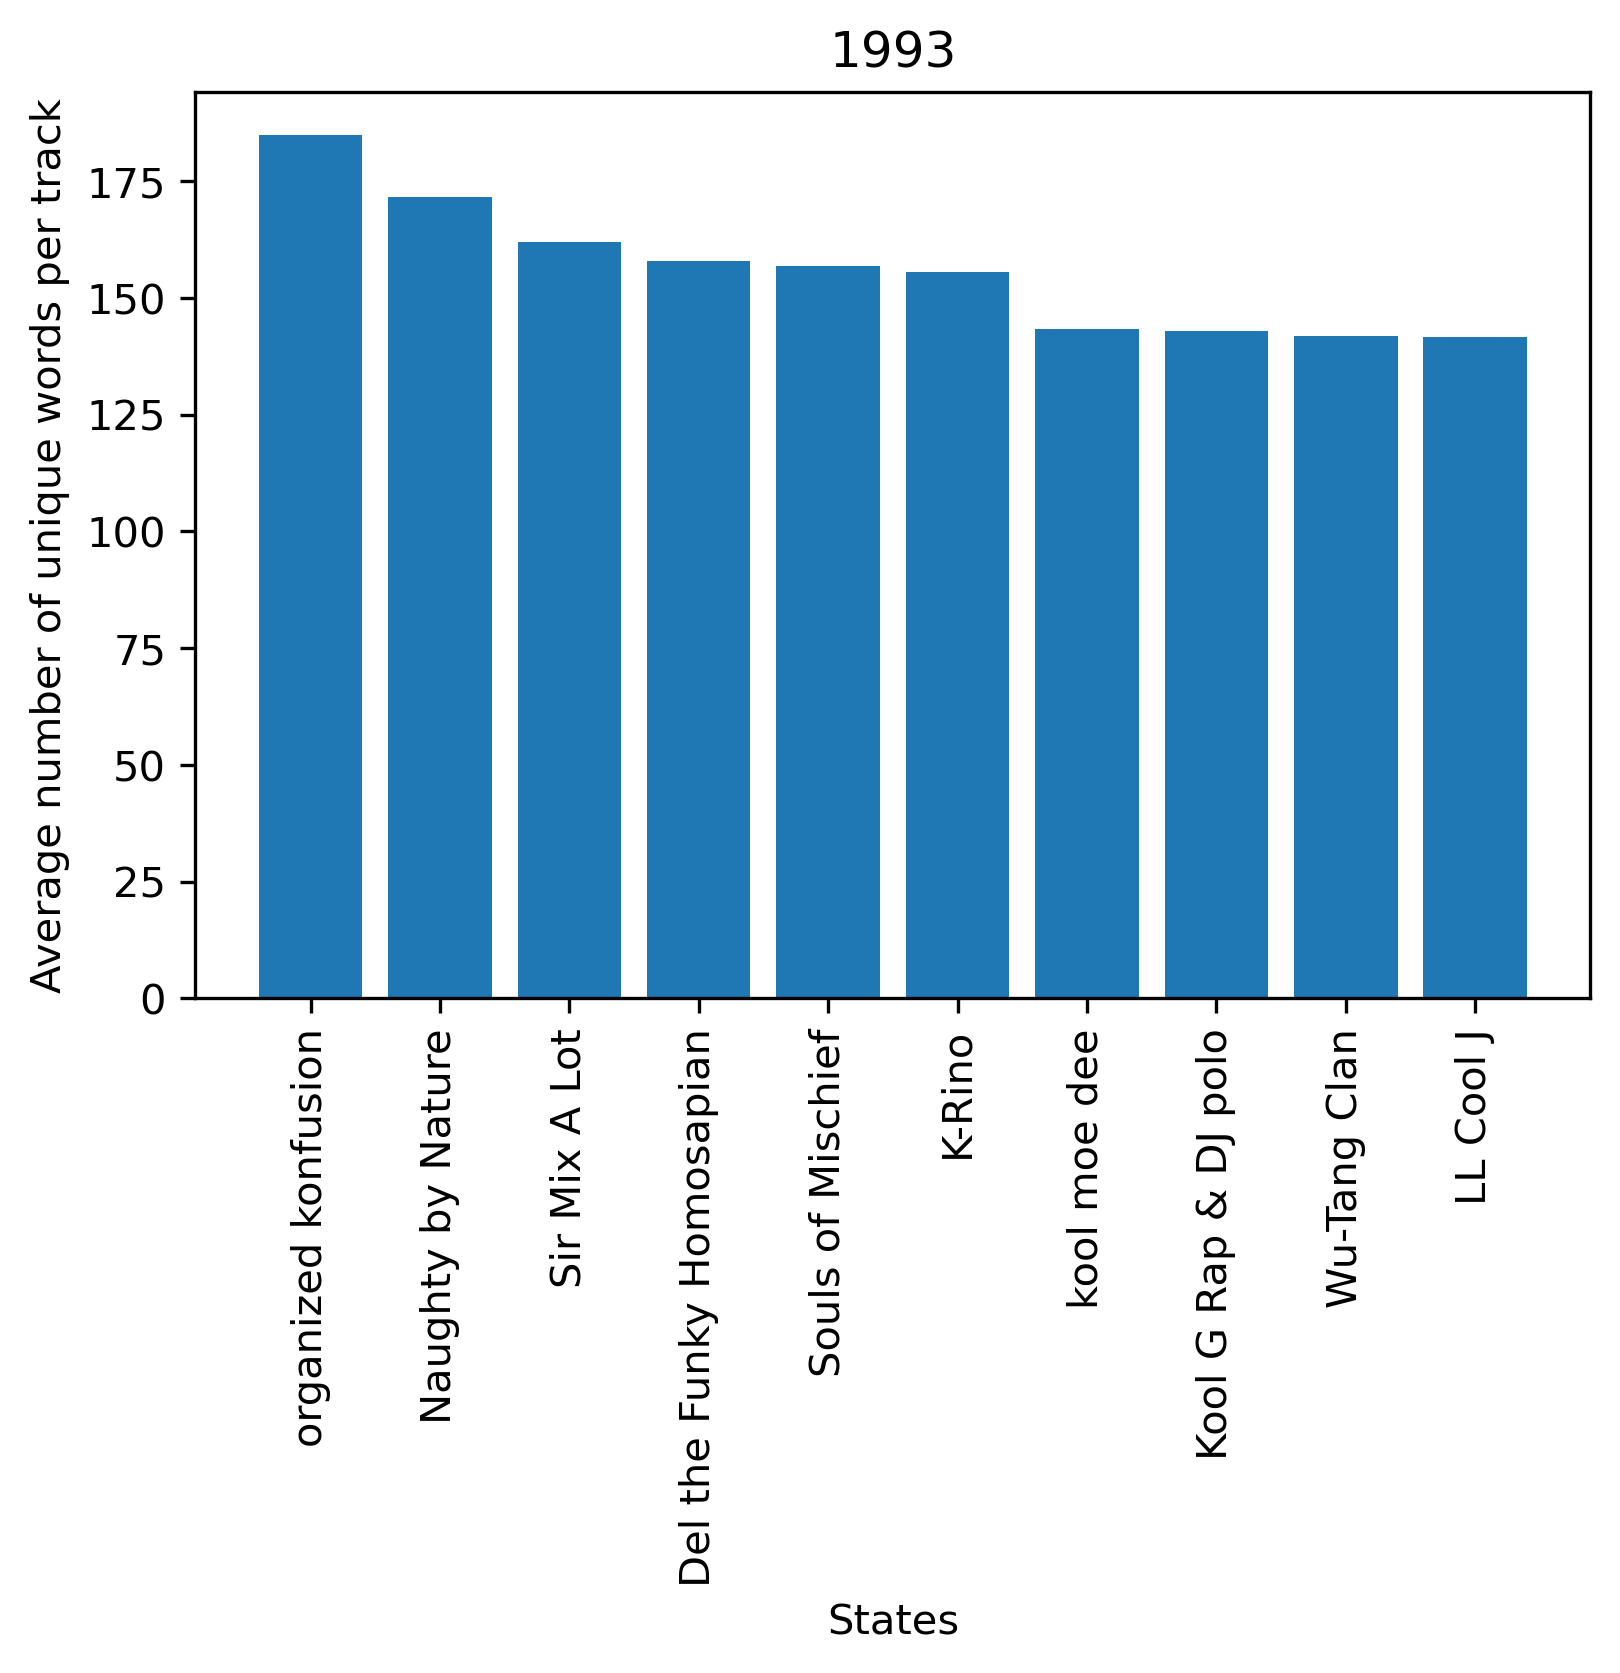 1993
Average number of unique words per track
175
150
125
100
75
50
25
0
organized konfusion
Naughty by Nature
Sir Mix A Lot
Del the Funky Homosapian
Souls of Mischief
K-Rino
kool moe dee
Kool G Rap & DJ polo
Wu-Tang Clan
LL Cool J
States